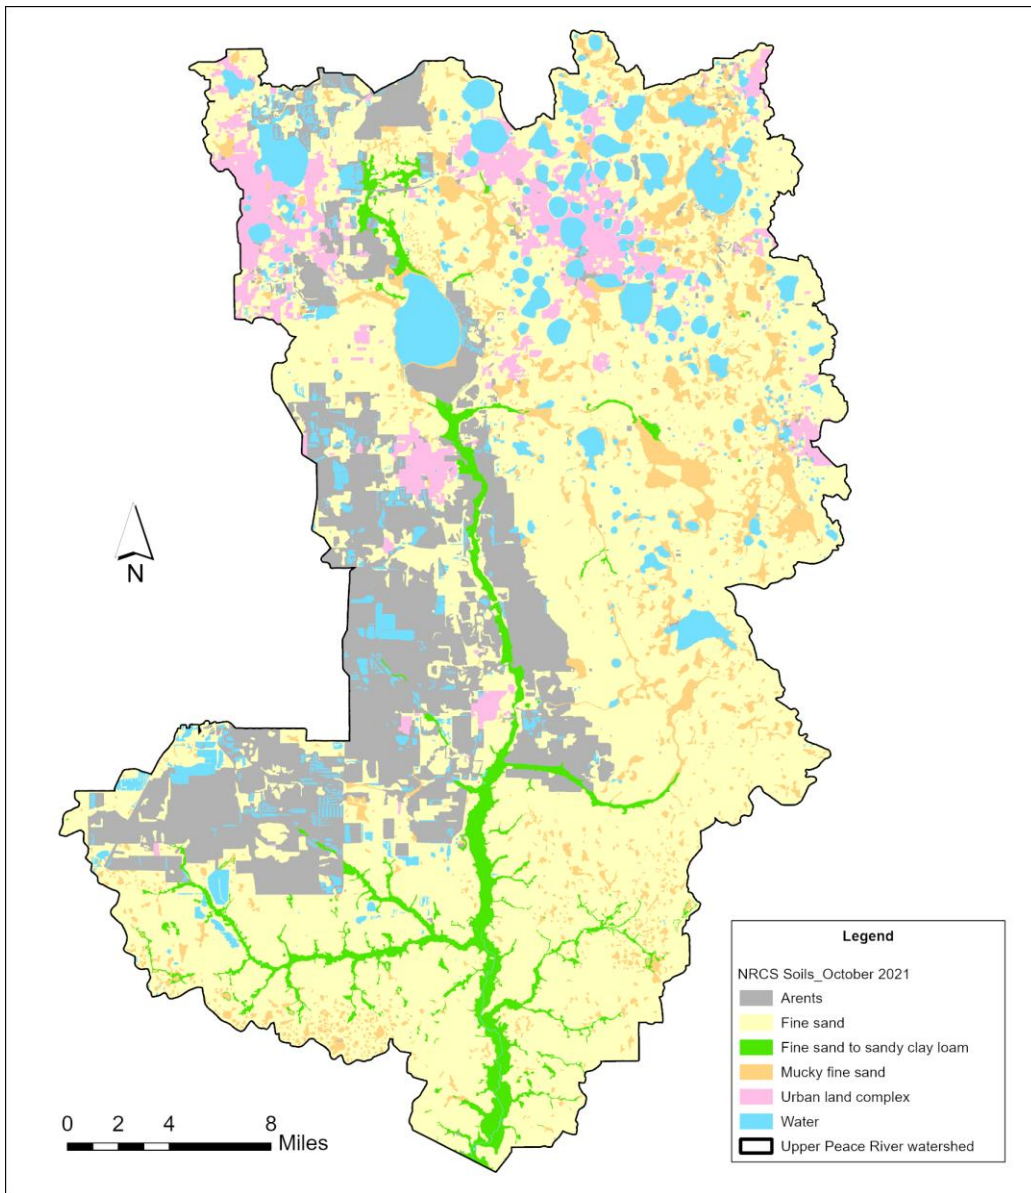 N
Legend
NRCS Soils_October 2021
Arents
Fine sand
Fine sand to sandy clay loam
Mucky fine sand
Urban land complex
Water
Upper Peace River watershed
0 2 4 8
Miles